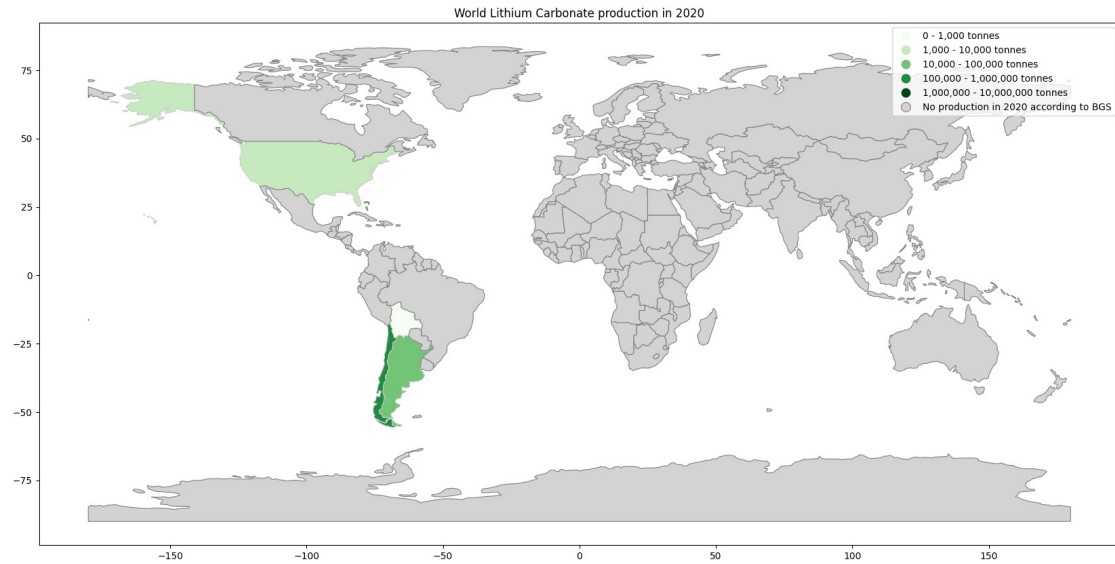 World Lithium Carbonate production in 2020
0 - 1,000 tonnes
1,000 - 10,000 tonnes
10,000 - 100,000 tonnes
100,000 - 1,000,000 tonnes
1,000,000 - 10,000,000 tonnes
No production in 2020 according to BGS
75
50
25
0
−25
−50
−75
−150
−100
−50
0
50
100
150